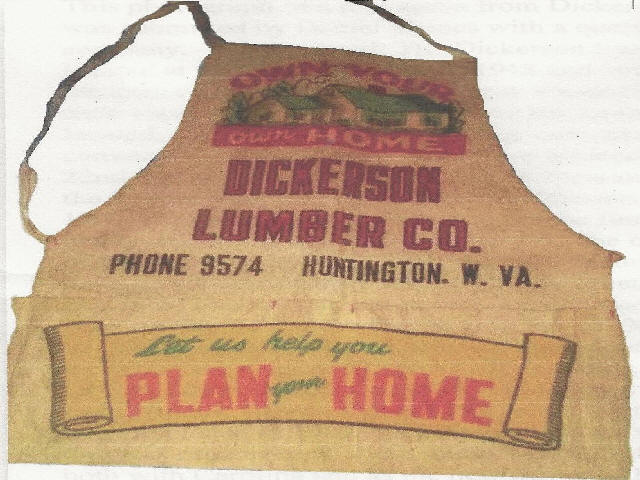 OWN YOUR
own HOME
DICKERSON
LUMBER CO.
PHONE 9574 HUNTINGTON. W. VA.
Let us help you
PLAN your HOME